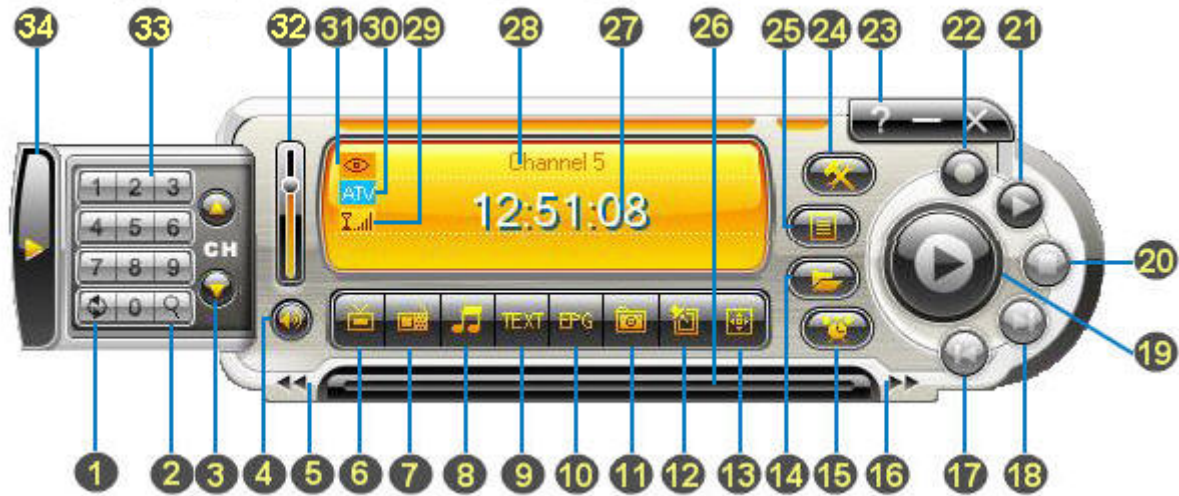 34 33 32 31 30 29 28 27 26 25 24 23 22 21
?
Channel 5
ATV
12:51:08
1 2 3
4 5 6
CH
7 8 9
0
TEXT EPG
20
19
1 2 3 4 5 6 7 8 9 10 11 12 13 14 15 16 17 18